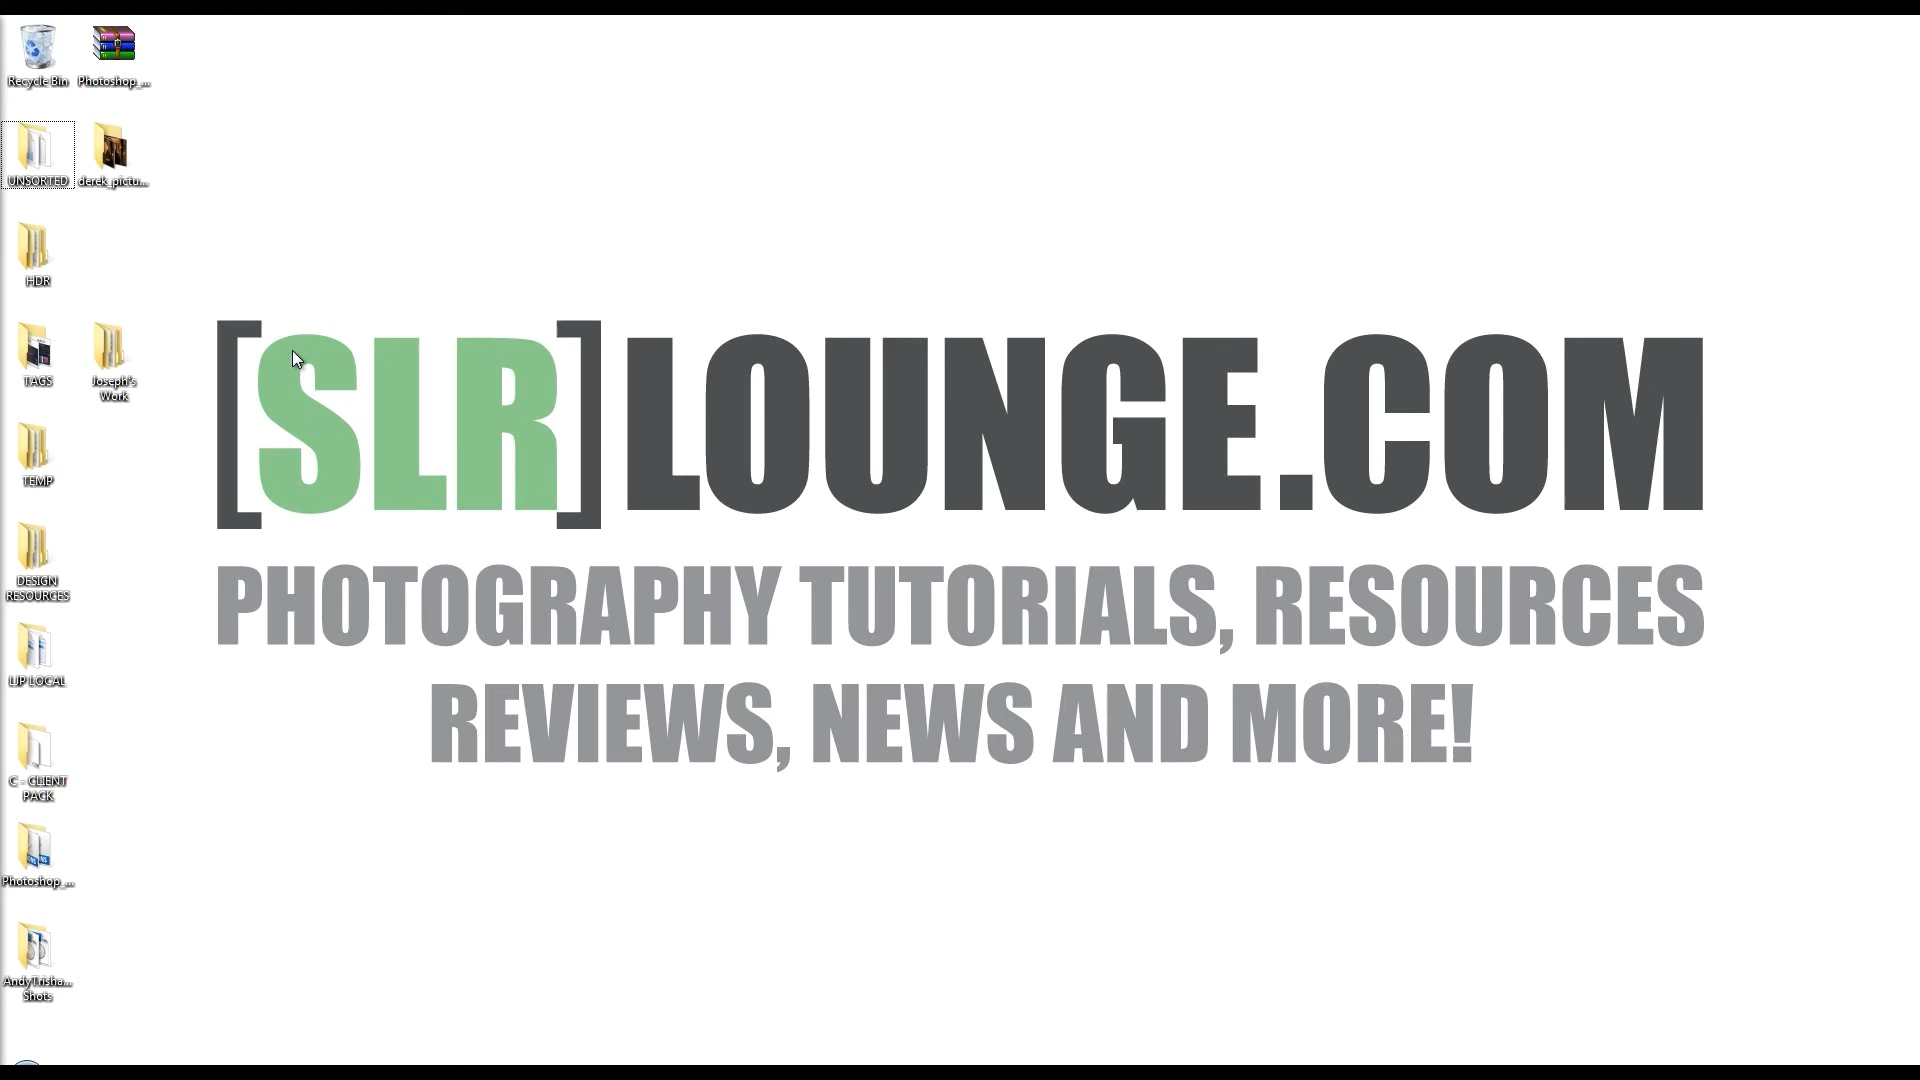 Recycle Bin
Photoshop_...
UNSORTED
derek_pictu...
HDR
TAGS
Joseph's
Work
TEMP
DESIGN
RESOURCES
LJP LOCAL
C - CLIENT
PACK
Photoshop_...
AndyTrisha...
Shots
[SLR]LOUNGE.COM
PHOTOGRAPHY TUTORIALS, RESOURCES
REVIEWS, NEWS AND MORE!